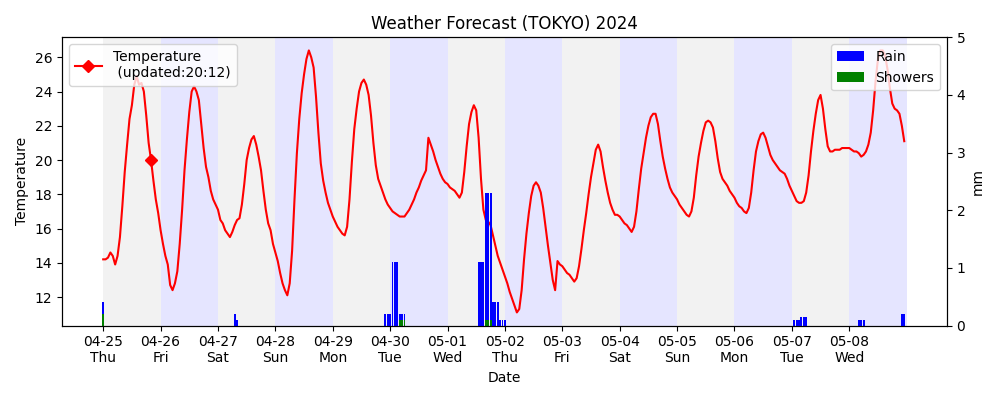 Weather Forecast (TOKYO) 2024
Temperature
(updated:20:12)
Rain
Showers
Temperature
26
24
22
20
18
16
14
12
5
4
3
2
1
0
mm
04-25 04-26 04-27 04-28 04-29 04-30 05-01 05-02 05-03 05-04 05-05 05-06 05-07 05-08
Thu Fri Sat Sun Mon Tue Wed Thu Fri Sat Sun Mon Tue Wed
Date